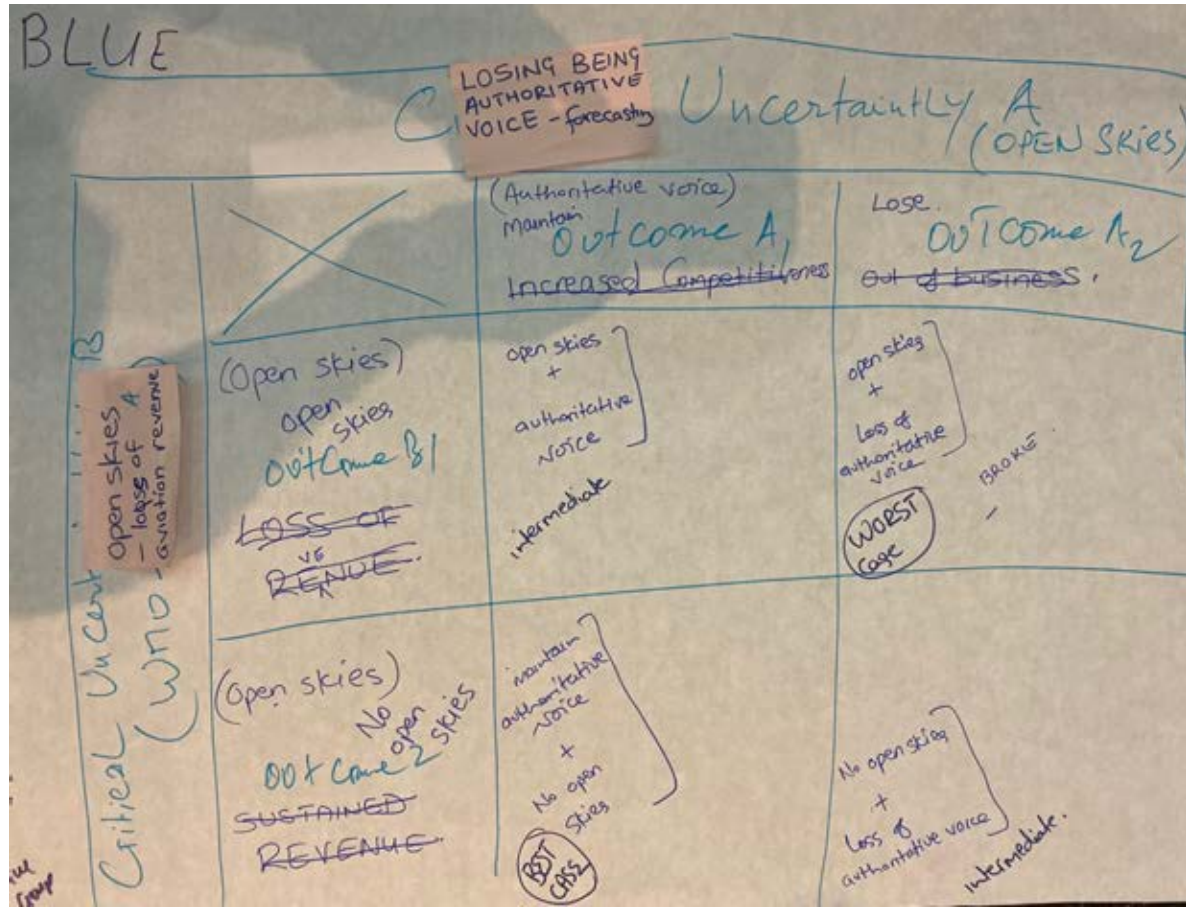 BLUE
LOSING BEING
AUTHORITATIVE
VOICE - forecasting
C
Uncertaintly A
(OPEN SKIES)
(Authoritative voice)
Maintain
OUTCOME A1
Increased Competitiveness
Lose.
OUTCOME A2
Out of business.
Critical Uncert
B
(WMO -
)
Open skies
- loss of A
aviation revenue
(Open skies)
open
skies
OUTCOME B1
LOSS OF
VE
RENUE.
open skies
+
authoritative
voice
intermediate
open skies
+
Loss of
authoritative
voice
BROKE
WORST
Case
(Open skies)
No
open
skies
OUTCOME 2
SUSTAINED
REVENUE.
maintain
authoritative
voice
+
No open
skies
BEST
CASE
No open skies
+
Loss of
authoritative voice
intermediate.
Group